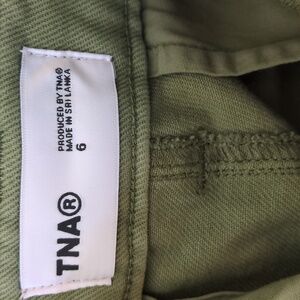 TNA®
PRODUCED BY TNA®
MADE IN SRI LANKA
6